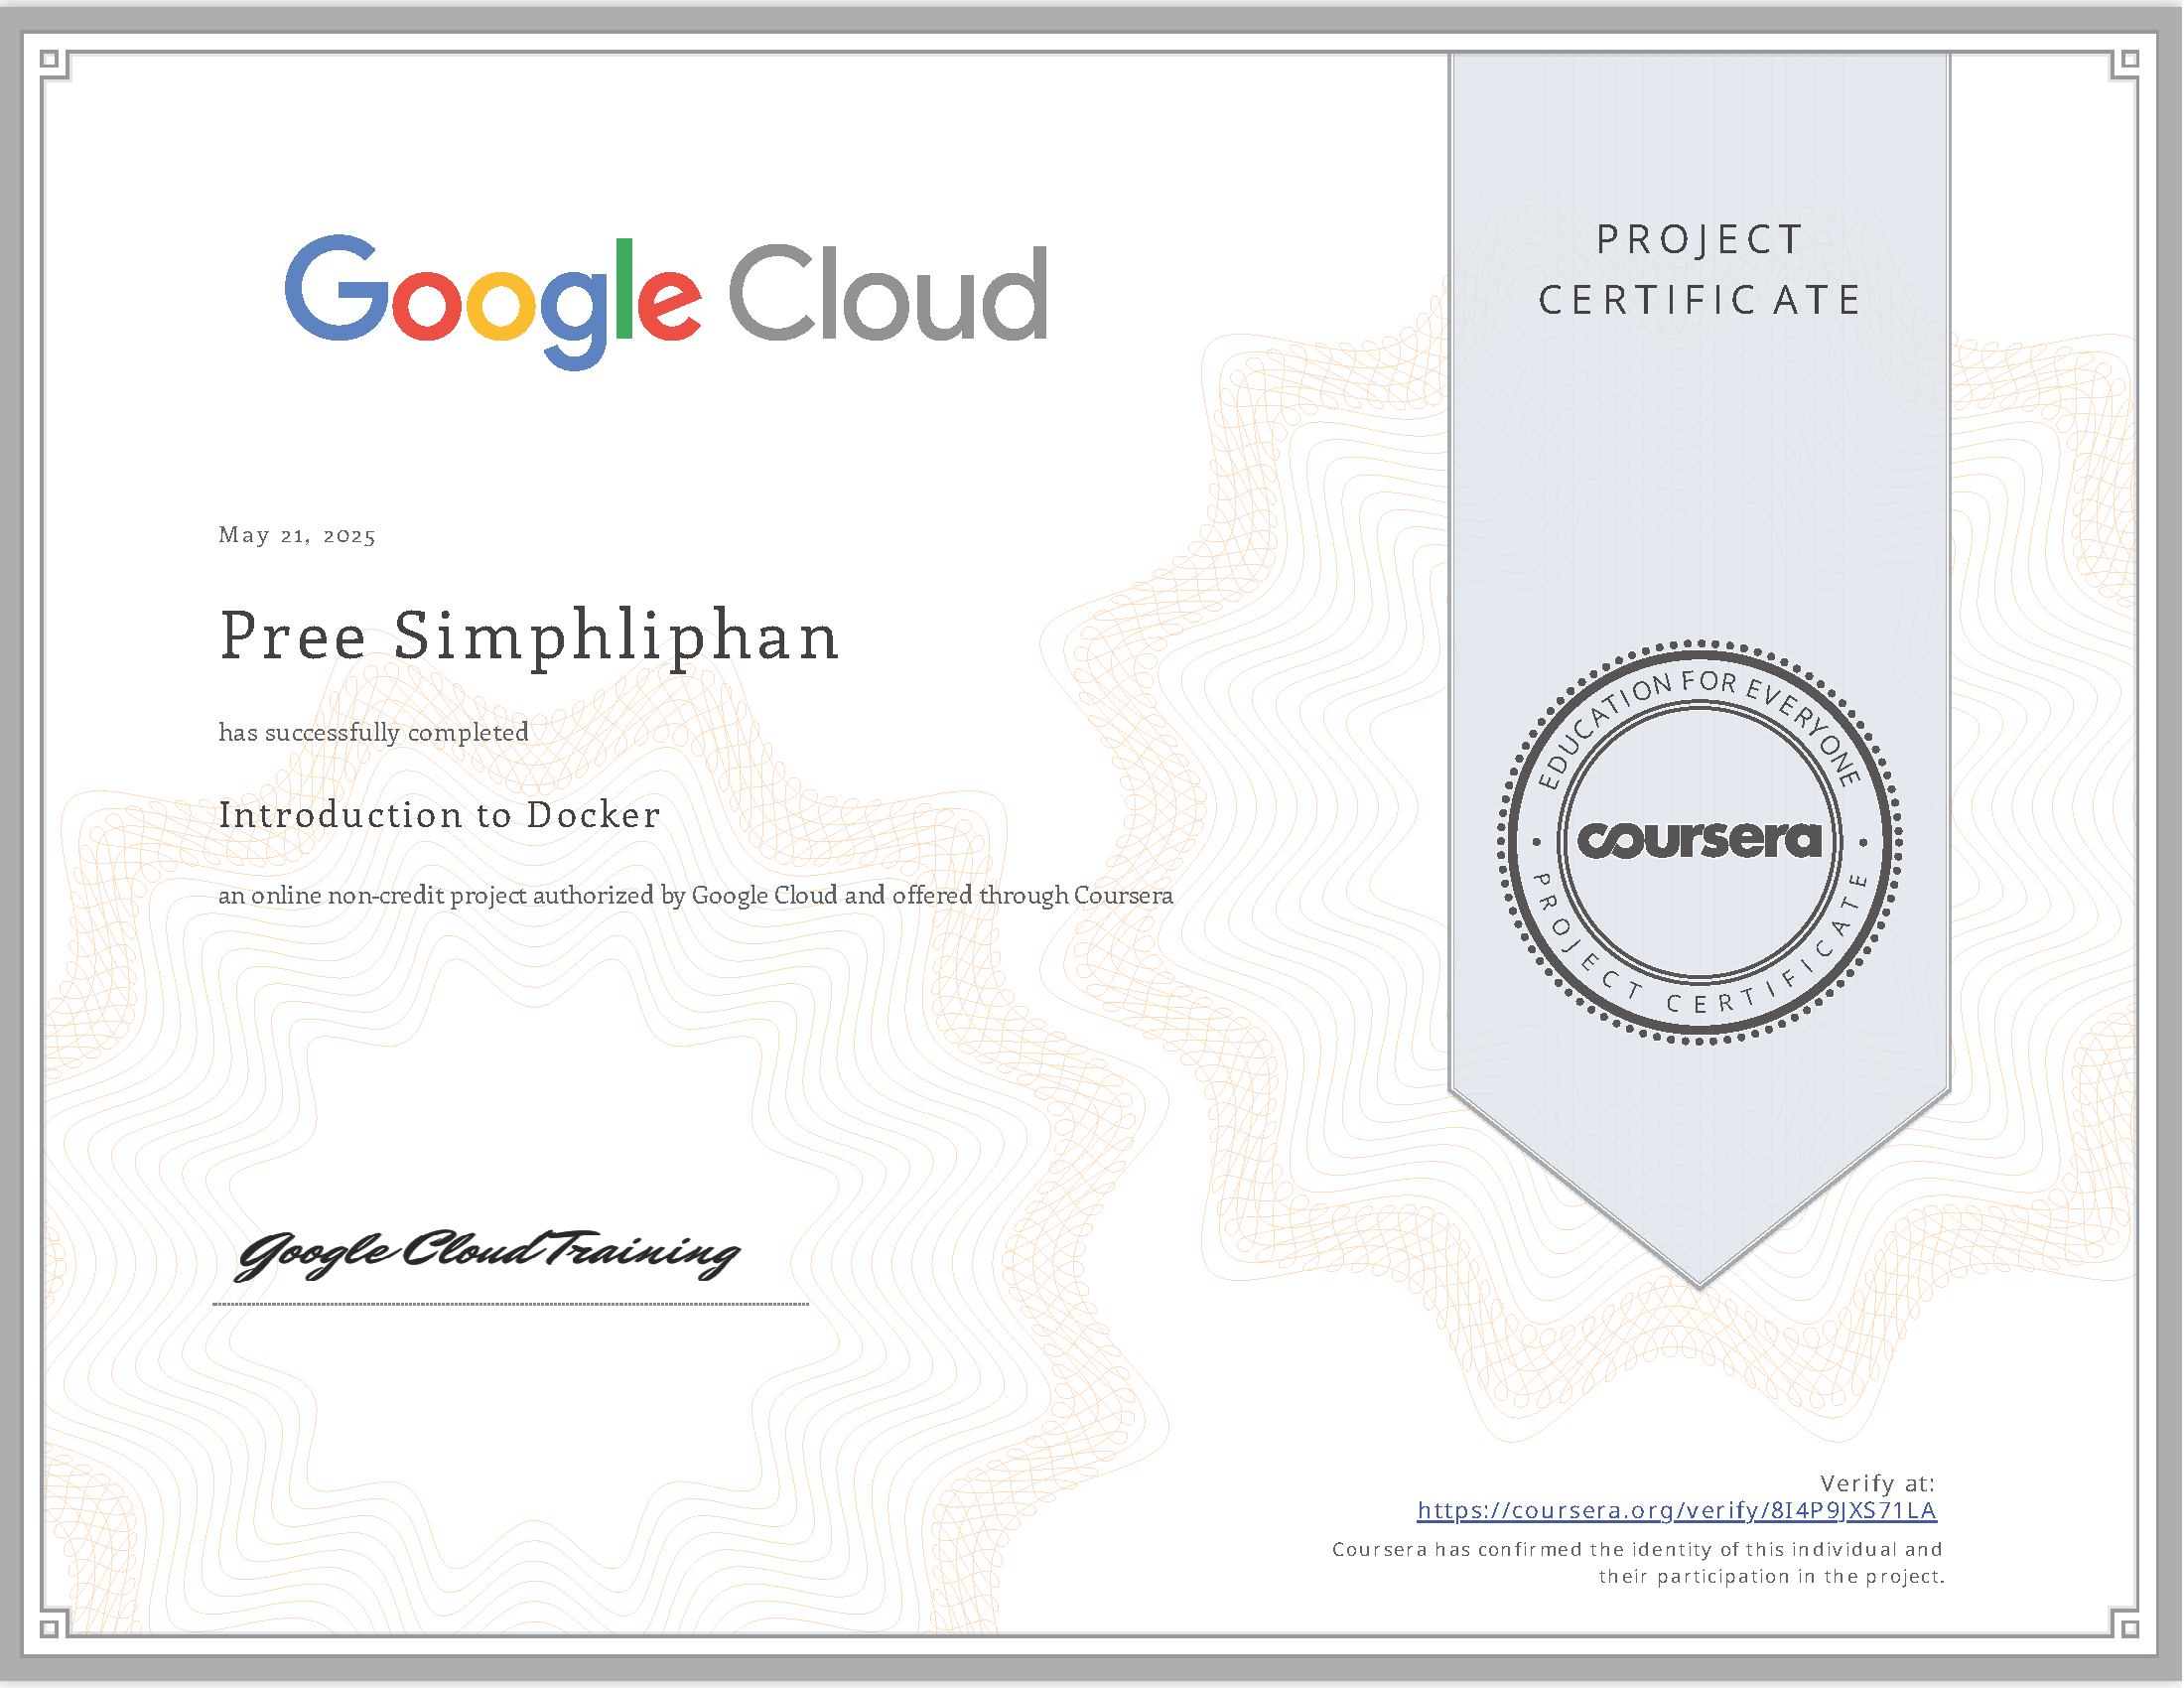 Google Cloud
PROJECT
CERTIFICATE
May 21, 2025
Pree Simphliphan
has successfully completed
Introduction to Docker
an online non-credit project authorized by Google Cloud and offered through Coursera
EDUCATION FOR EVERYONE
coursera
PROJECT CERTIFICATE
Google Cloud Training
Verify at:
https://coursera.org/verify/8I4P9JXS71LA
Coursera has confirmed the identity of this individual and
their participation in the project.